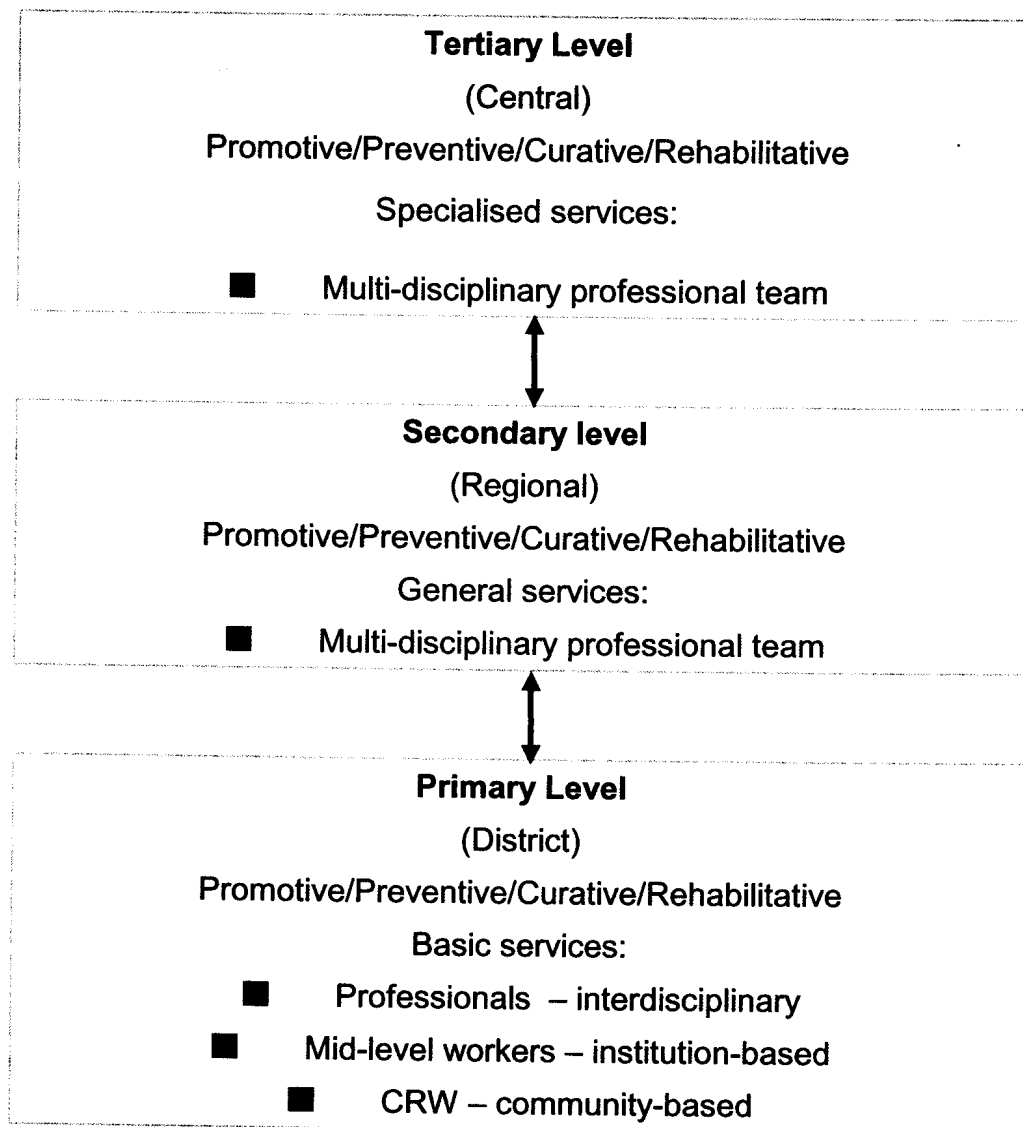 Tertiary Level
(Central)
Promotive/Preventive/Curative/Rehabilitative
Specialised services:
■ Multi-disciplinary professional team
Secondary level
(Regional)
Promotive/Preventive/Curative/Rehabilitative
General services:
■ Multi-disciplinary professional team
Primary Level
(District)
Promotive/Preventive/Curative/Rehabilitative
Basic services:
■ Professionals – interdisciplinary
■ Mid-level workers – institution-based
■ CRW – community-based